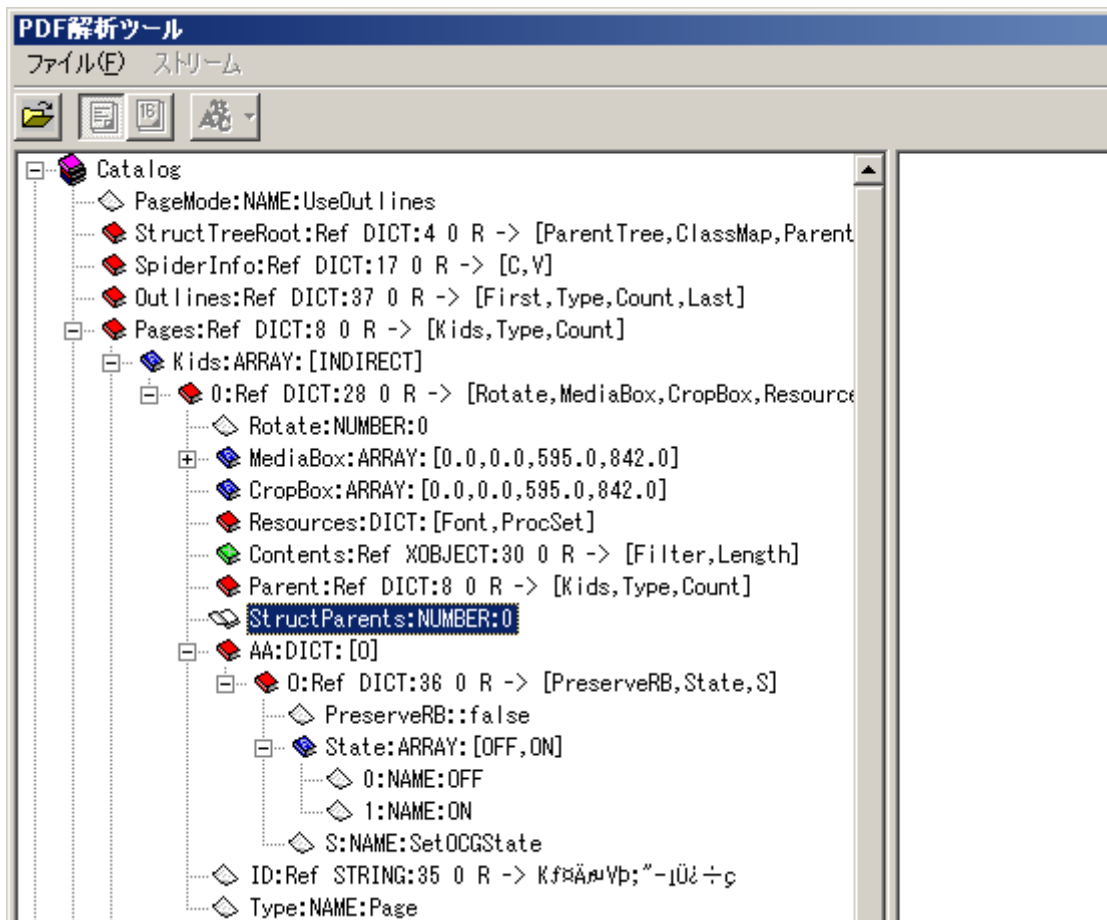 PDF解析ツール
ファイル(F) ストリーム
Catalog
PageMode:NAME:UseOutlines
StructTreeRoot:Ref DICT:4 0 R -> [ParentTree,ClassMap,Parent
SpiderInfo:Ref DICT:17 0 R -> [C,V]
Outlines:Ref DICT:37 0 R -> [First,Type,Count,Last]
Pages:Ref DICT:8 0 R -> [Kids,Type,Count]
Kids:ARRAY:[INDIRECT]
0:Ref DICT:28 0 R -> [Rotate,MediaBox,CropBox,Resource
Rotate:NUMBER:0
MediaBox:ARRAY:[0.0,0.0,595.0,842.0]
CropBox:ARRAY:[0.0,0.0,595.0,842.0]
Resources:DICT:[Font,ProcSet]
Contents:Ref XOBJECT:30 0 R -> [Filter,Length]
Parent:Ref DICT:8 0 R -> [Kids,Type,Count]
StructParents:NUMBER:0
AA:DICT:[O]
O:Ref DICT:36 0 R -> [PreserveRB,State,S]
PreserveRB::false
State:ARRAY:[OFF,ON]
0:NAME:OFF
1:NAME:ON
S:NAME:SetOCGState
ID:Ref STRING:35 0 R ->
Type:NAME:Page